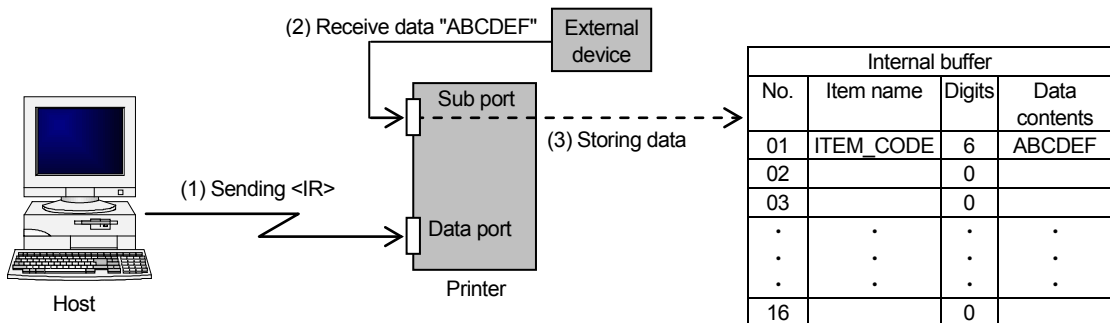 (2) Receive data "ABCDEF"
External
device
Sub port
(3) Storing data
(1) Sending <IR>
Data port
Host
Printer
Internal buffer
No. Item name Digits Data
contents
01 ITEM_CODE 6 ABCDEF
02 0
03 0
16 0